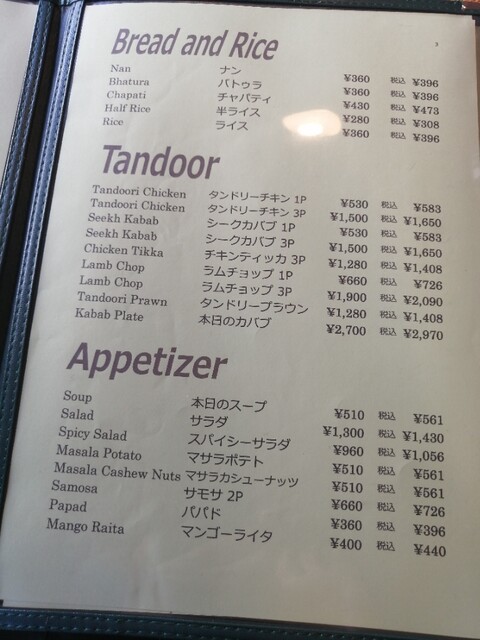 3
Bread and Rice
Nan ナン ¥360 税込 ¥396
Bhatura バトゥラ ¥360 税込 ¥396
Chapati チャパティ ¥430 税込 ¥473
Half Rice 半ライス ¥280 税込 ¥308
Rice ライス ¥360 税込 ¥396
Tandoor
Tandoori Chicken タンドリーチキン 1P ¥530 税込 ¥583
Tandoori Chicken タンドリーチキン 3P ¥1,500 税込 ¥1,650
Seekh Kabab シークカバブ 1P ¥530 税込 ¥583
Seekh Kabab シークカバブ 3P ¥1,500 税込 ¥1,650
Chicken Tikka チキンティッカ 3P ¥1,280 税込 ¥1,408
Lamb Chop ラムチョップ 1P ¥660 税込 ¥726
Lamb Chop ラムチョップ 3P ¥1,900 税込 ¥2,090
Tandoori Prawn タンドリープラウン ¥1,280 税込 ¥1,408
Kabab Plate 本日のカバブ ¥2,700 税込 ¥2,970
Appetizer
Soup 本日のスープ ¥510 税込 ¥561
Salad サラダ ¥1,300 税込 ¥1,430
Spicy Salad スパイシーサラダ ¥960 税込 ¥1,056
Masala Potato マサラポテト ¥510 税込 ¥561
Masala Cashew Nuts マサラカシューナッツ ¥510 税込 ¥561
Samosa サモサ 2P ¥660 税込 ¥726
Papad パパド ¥360 税込 ¥396
Mango Raita マンゴーライタ ¥400 税込 ¥440